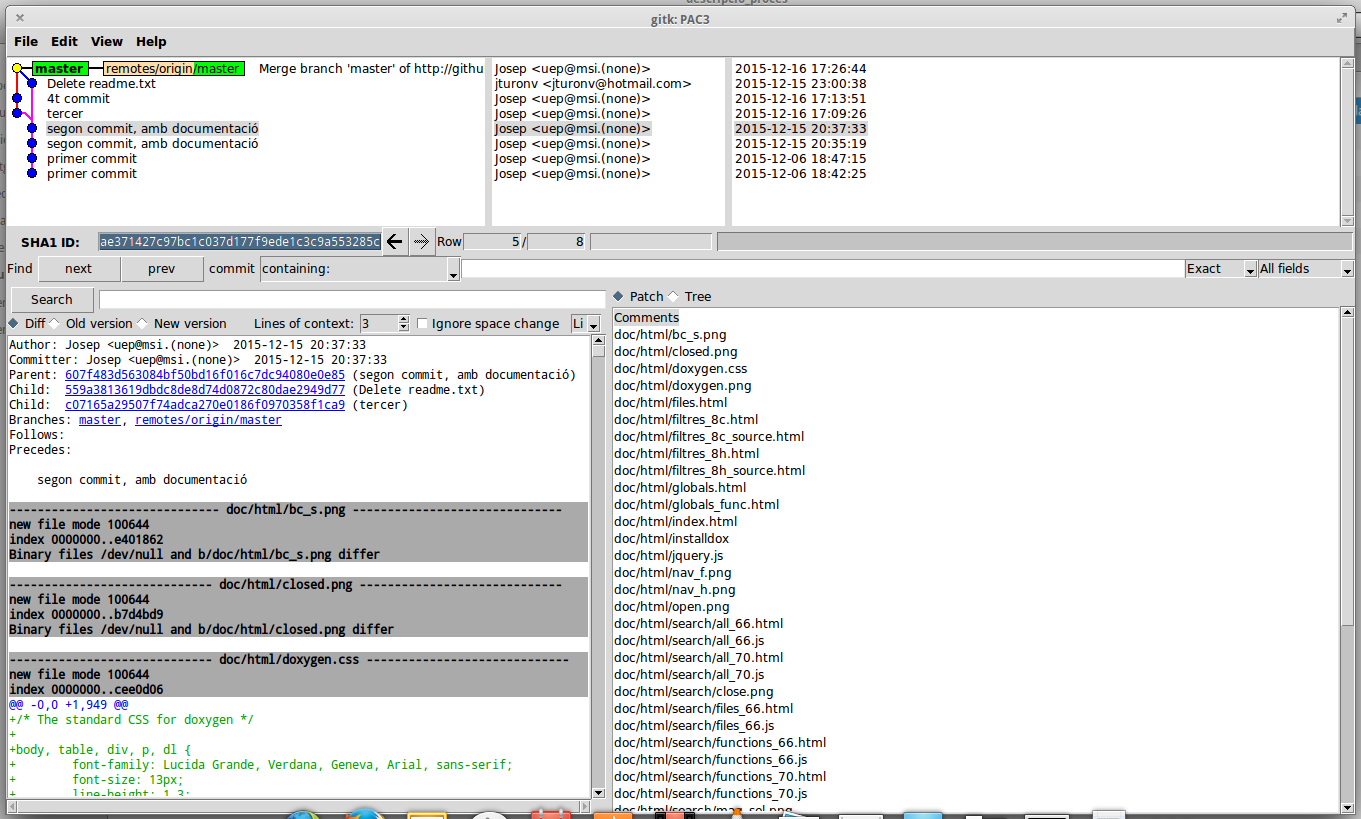 descripció_procés
gitk: PAC3
File Edit View Help
master remotes/origin/master Merge branch 'master' of http://githu Josep <uep@msi.(none)> 2015-12-16 17:26:44
Delete readme.txt jturonv <jturonv@hotmail.com> 2015-12-15 23:00:38
4t commit Josep <uep@msi.(none)> 2015-12-16 17:13:51
tercer Josep <uep@msi.(none)> 2015-12-16 17:09:26
segon commit, amb documentació Josep <uep@msi.(none)> 2015-12-15 20:37:33
segon commit, amb documentació Josep <uep@msi.(none)> 2015-12-15 20:35:19
primer commit Josep <uep@msi.(none)> 2015-12-06 18:47:15
primer commit Josep <uep@msi.(none)> 2015-12-06 18:42:25
SHA1 ID: ae371427c97bc1c037d177f9ede1c3c9a553285c Row 5 / 8
Find next prev commit containing: Exact All fields
Search
Diff Old version New version Lines of context: 3 Ignore space change Li
Author: Josep <uep@msi.(none)>  2015-12-15 20:37:33
Committer: Josep <uep@msi.(none)>  2015-12-15 20:37:33
Parent: 607f483d563084bf50bd16f016c7dc94080e0e85 (segon commit, amb documentació)
Child:  559a3813619dbdc8de8d74d0872c80dae2949d77 (Delete readme.txt)
Child:  c07165a29507f74adca270e0186f0970358f1ca9 (tercer)
Branches: master, remotes/origin/master
Follows:
Precedes:
segon commit, amb documentació
------------------------------ doc/html/bc_s.png ------------------------------
new file mode 100644
index 0000000..e401862
Binary files /dev/null and b/doc/html/bc_s.png differ
----------------------------- doc/html/closed.png -----------------------------
new file mode 100644
index 0000000..b7d4bd9
Binary files /dev/null and b/doc/html/closed.png differ
----------------------------- doc/html/doxygen.css -----------------------------
new file mode 100644
index 0000000..cee0d06
@@ -0,0 +1,949 @@
+/* The standard CSS for doxygen */
+
+body, table, div, p, dl {
+        font-family: Lucida Grande, Verdana, Geneva, Arial, sans-serif;
+        font-size: 13px;
+        line-height: 1.3;
Patch Tree
Comments
doc/html/bc_s.png
doc/html/closed.png
doc/html/doxygen.css
doc/html/doxygen.png
doc/html/files.html
doc/html/filtres_8c.html
doc/html/filtres_8c_source.html
doc/html/filtres_8h.html
doc/html/filtres_8h_source.html
doc/html/globals.html
doc/html/globals_func.html
doc/html/index.html
doc/html/installdox
doc/html/jquery.js
doc/html/nav_f.png
doc/html/nav_h.png
doc/html/open.png
doc/html/search/all_66.html
doc/html/search/all_66.js
doc/html/search/all_70.html
doc/html/search/all_70.js
doc/html/search/close.png
doc/html/search/files_66.html
doc/html/search/files_66.js
doc/html/search/functions_66.html
doc/html/search/functions_66.js
doc/html/search/functions_70.html
doc/html/search/functions_70.js
doc/html/search/mag_sel.png